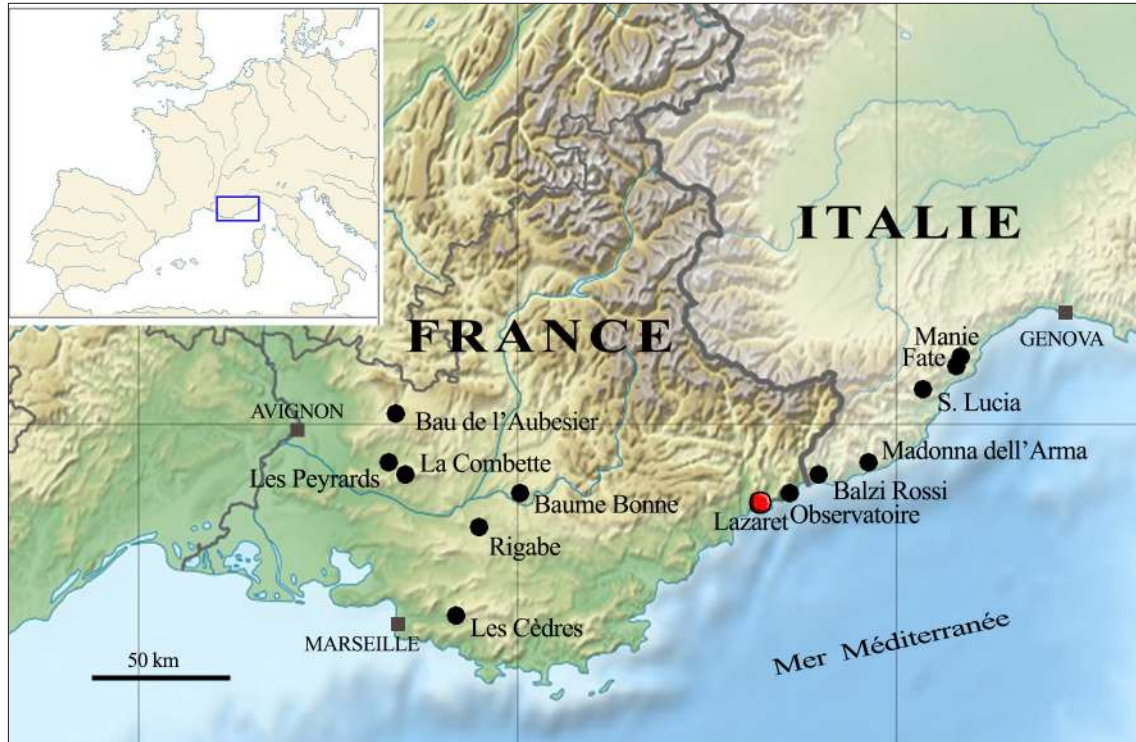 ITALIE
FRANCE
GENOVA
Manie
Fate
S. Lucia
AVIGNON
Bau de l'Aubesier
La Combette
Les Peyrards
Madonna dell'Arma
Balzi Rossi
Baume Bonne
Observatoire
Lazaret
Rigabe
Les Cèdres
MARSEILLE
Mer Méditerranée
50 km